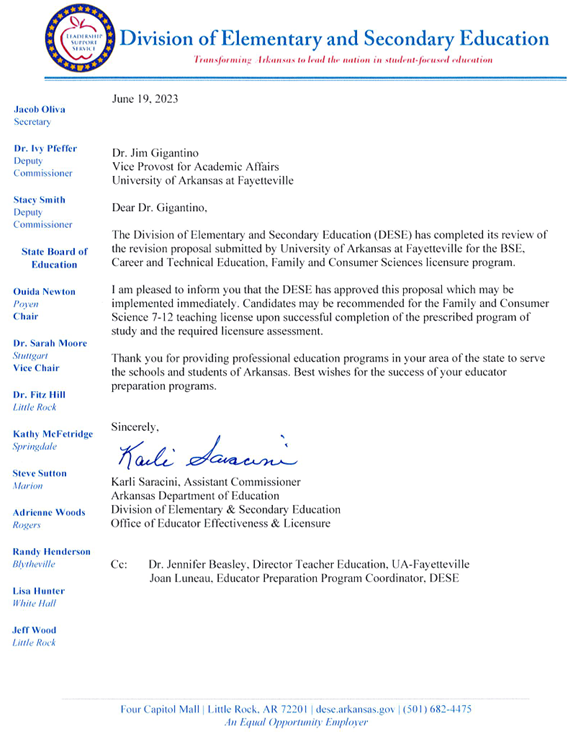 LEADERSHIP
SUPPORT
SERVICE
Division of Elementary and Secondary Education
Transforming Arkansas to lead the nation in student-focused education
Jacob Oliva
Secretary
Dr. Ivy Pfeffer
Deputy
Commissioner
Stacy Smith
Deputy
Commissioner
State Board of
Education
Ouida Newton
Poyen
Chair
Dr. Sarah Moore
Stuttgart
Vice Chair
Dr. Fitz Hill
Little Rock
Kathy McFetridge
Springdale
Steve Sutton
Marion
Adrienne Woods
Rogers
Randy Henderson
Blytheville
Lisa Hunter
White Hall
Jeff Wood
Little Rock
June 19, 2023
Dr. Jim Gigantino
Vice Provost for Academic Affairs
University of Arkansas at Fayetteville
Dear Dr. Gigantino,
The Division of Elementary and Secondary Education (DESE) has completed its review of
the revision proposal submitted by University of Arkansas at Fayetteville for the BSE,
Career and Technical Education, Family and Consumer Sciences licensure program.
I am pleased to inform you that the DESE has approved this proposal which may be
implemented immediately. Candidates may be recommended for the Family and Consumer
Science 7-12 teaching license upon successful completion of the prescribed program of
study and the required licensure assessment.
Thank you for providing professional education programs in your area of the state to serve
the schools and students of Arkansas. Best wishes for the success of your educator
preparation programs.
Sincerely,
Karli Saracini
Karli Saracini, Assistant Commissioner
Arkansas Department of Education
Division of Elementary & Secondary Education
Office of Educator Effectiveness & Licensure
Cc: Dr. Jennifer Beasley, Director Teacher Education, UA-Fayetteville
Joan Luneau, Educator Preparation Program Coordinator, DESE
Four Capitol Mall | Little Rock, AR 72201 | dese.arkansas.gov | (501) 682-4475
An Equal Opportunity Employer